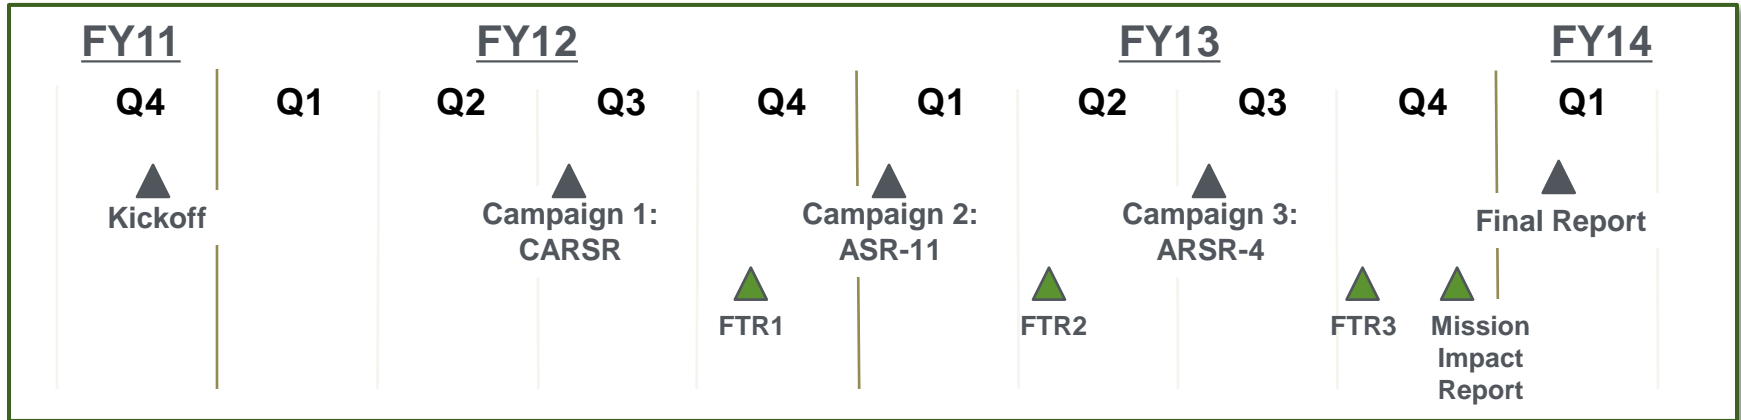 FY11 FY12 FY13 FY14
Q4 Q1 Q2 Q3 Q4 Q1 Q2 Q3 Q4 Q1
Kickoff
Campaign 1:
CARSR
Campaign 2:
ASR-11
Campaign 3:
ARSR-4
Final Report
FTR1
FTR2
FTR3
Mission
Impact
Report